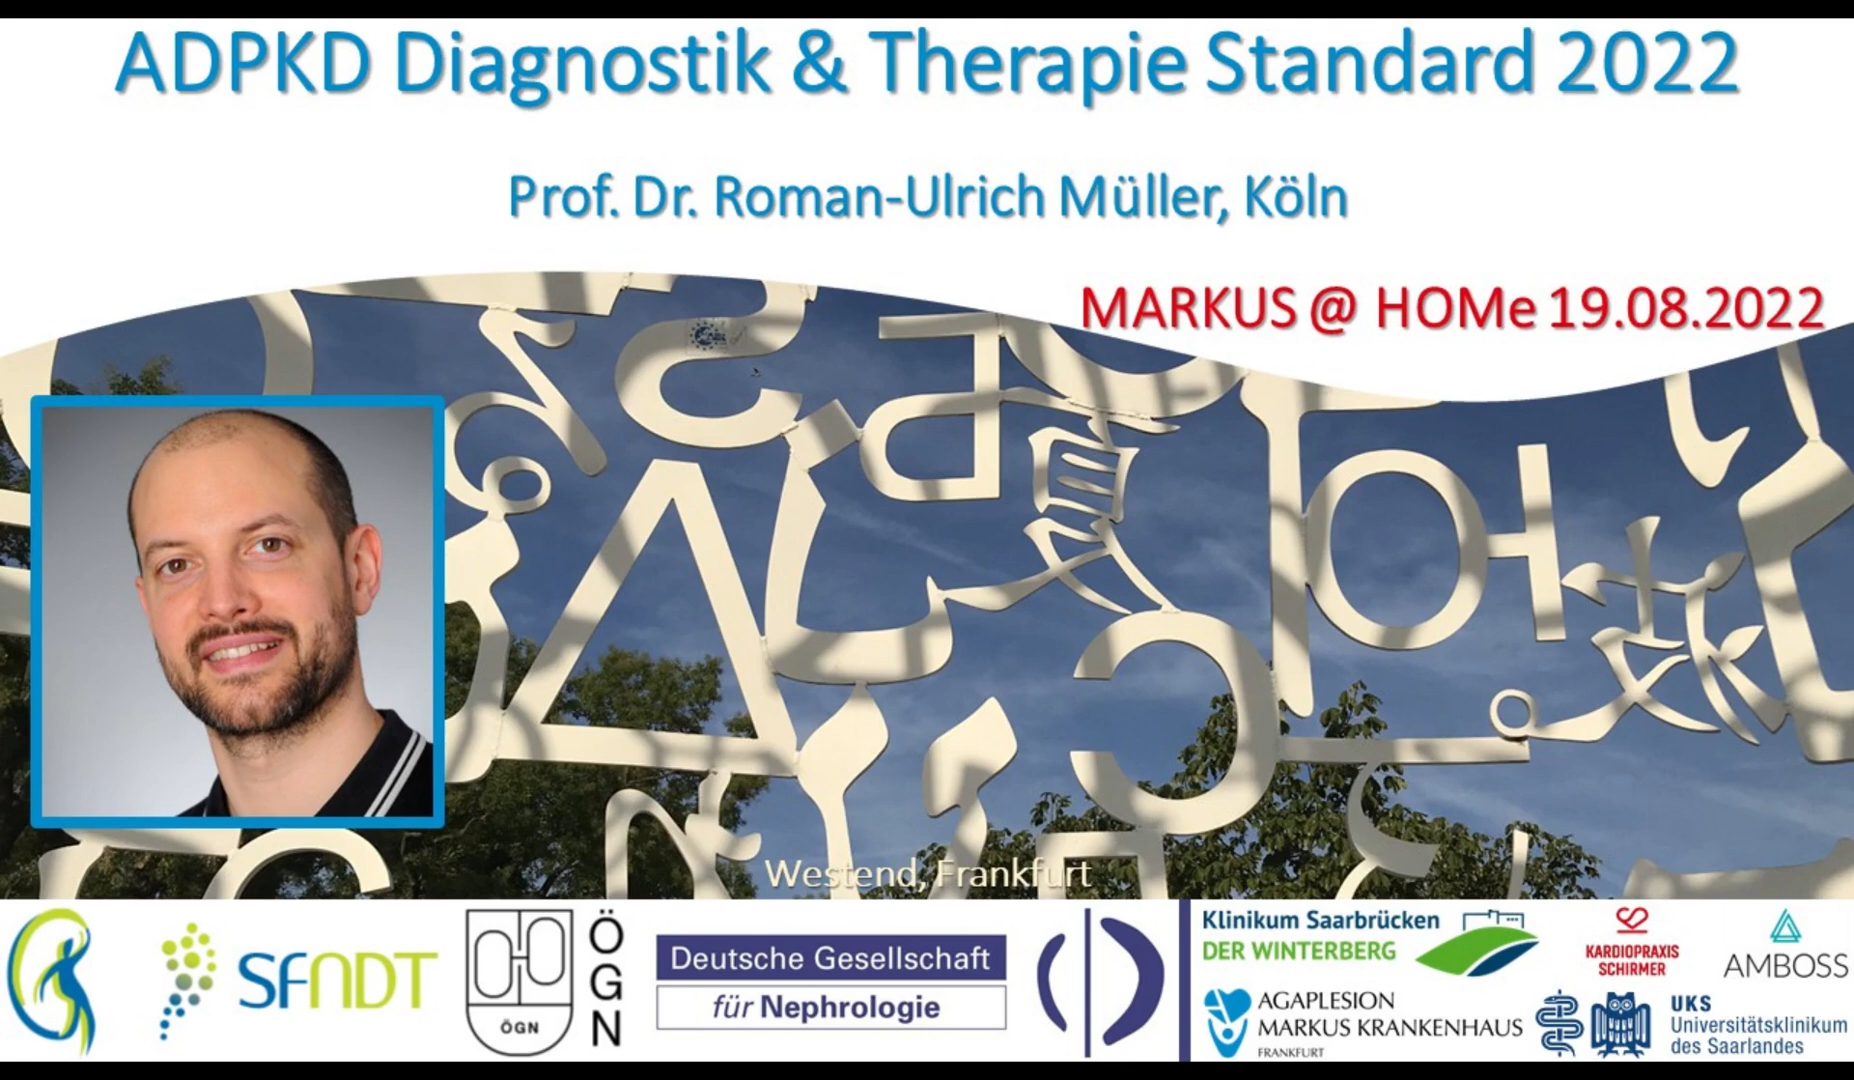 ADPKD Diagnostik & Therapie Standard 2022
Prof. Dr. Roman-Ulrich Müller, Köln
MARKUS @ HOMe 19.08.2022
夏
Westend, Frankfurt
SFNDT
ÖGN
ÖGN
Deutsche Gesellschaft
für Nephrologie
Klinikum Saarbrücken
DER WINTERBERG
KARDIOPRAXIS
SCHIRMER
AMBOSS
AGAPLESION
MARKUS KRANKENHAUS
FRANKFURT
UKS
Universitätsklinikum
des Saarlandes